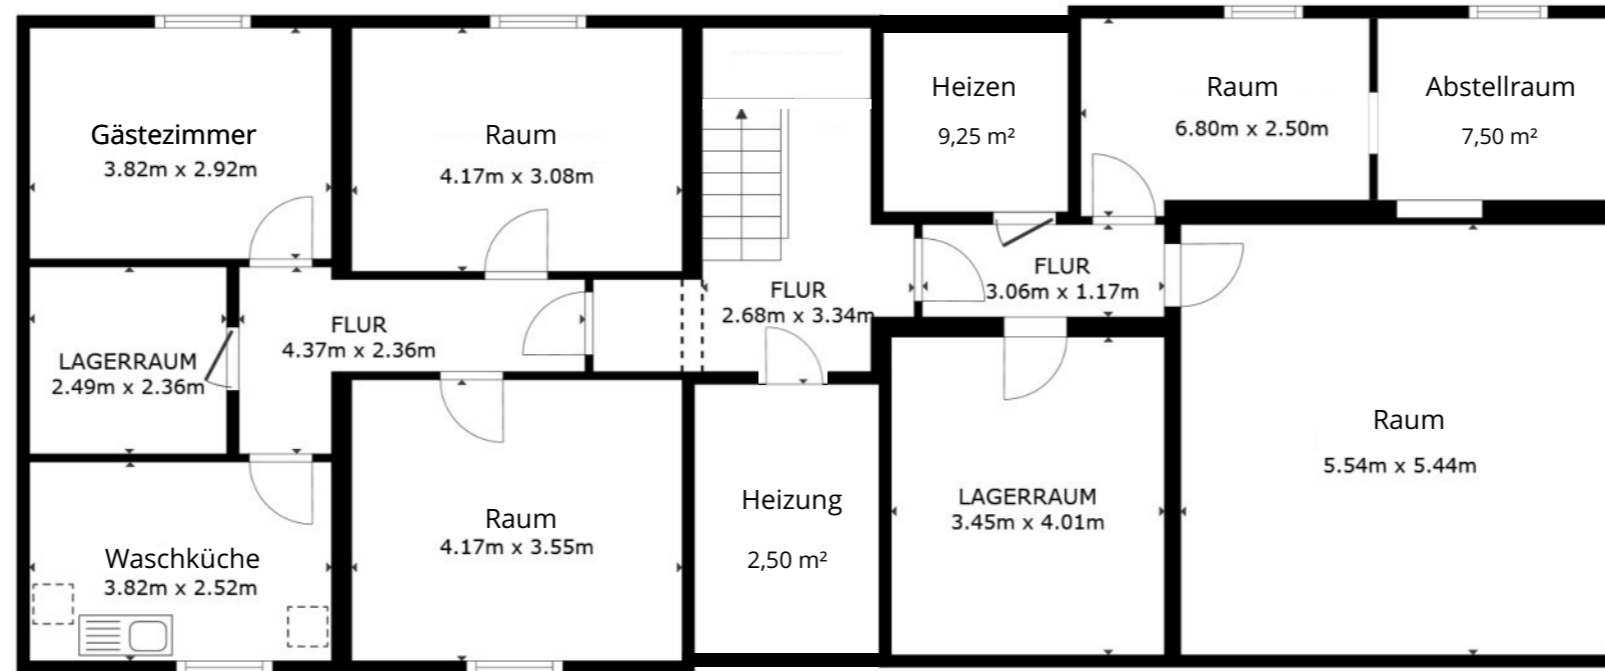 Gästezimmer
3.82m x 2.92m
Raum
4.17m x 3.08m
Heizen
9,25 m²
Raum
6.80m x 2.50m
Abstellraum
7,50 m²
LAGERRAUM
2.49m x 2.36m
FLUR
4.37m x 2.36m
FLUR
2.68m x 3.34m
FLUR
3.06m x 1.17m
Waschküche
3.82m x 2.52m
Raum
4.17m x 3.55m
Heizung
2,50 m²
LAGERRAUM
3.45m x 4.01m
Raum
5.54m x 5.44m